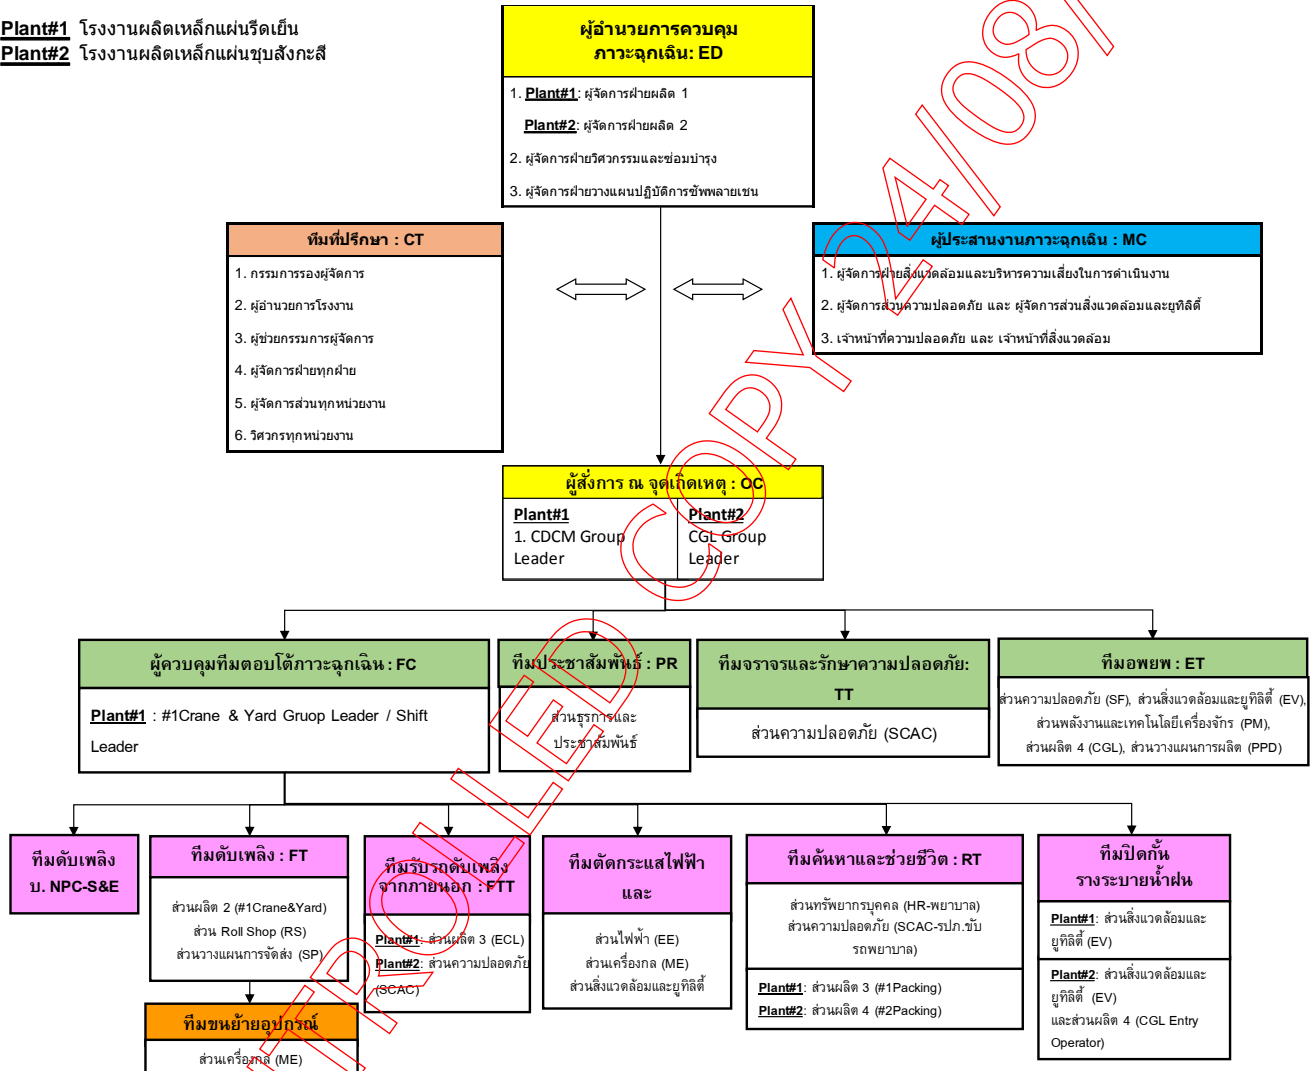 Plant#1 โรงงานผลิตเหล็กแผ่นรีดเย็น
Plant#2 โรงงานผลิตเหล็กแผ่นชุบสังกะสี
ผู้อำนวยการควบคุม
ภาวะฉุกเฉิน: ED
1. Plant#1: ผู้จัดการฝ่ายผลิต 1
Plant#2: ผู้จัดการฝ่ายผลิต 2
2. ผู้จัดการฝ่ายวิศวกรรมและซ่อมบำรุง
3. ผู้จัดการฝ่ายวางแผนปฏิบัติการซัพพลายเชน
ทีมที่ปรึกษา : CT
1. กรรมการรองผู้จัดการ
2. ผู้อำนวยการโรงงาน
3. ผู้ช่วยกรรมการผู้จัดการ
4. ผู้จัดการฝ่ายทุกฝ่าย
5. ผู้จัดการส่วนทุกหน่วยงาน
6. วิศวกรทุกหน่วยงาน
ผู้ประสานงานภาวะฉุกเฉิน : MC
1. ผู้จัดการฝ่ายสิ่งแวดล้อมและบริหารความเสี่ยงในการดำเนินงาน
2. ผู้จัดการส่วนความปลอดภัย และ ผู้จัดการส่วนสิ่งแวดล้อมและยูทิลิตี้
3. เจ้าหน้าที่ความปลอดภัย และ เจ้าหน้าที่สิ่งแวดล้อม
ผู้สั่งการ ณ จุดเกิดเหตุ : OC
Plant#1
1. CDCM Group
Leader
Plant#2
CGL Group
Leader
ผู้ควบคุมทีมตอบโต้ภาวะฉุกเฉิน : FC
Plant#1 : #1Crane & Yard Gruop Leader / Shift
Leader
ทีมประชาสัมพันธ์ : PR
ส่วนธุรการและ
ประชาสัมพันธ์
ทีมจราจรและรักษาความปลอดภัย:
TT
ส่วนความปลอดภัย (SCAC)
ทีมอพยพ : ET
ส่วนความปลอดภัย (SF), ส่วนสิ่งแวดล้อมและยูทิลิตี้ (EV),
ส่วนพลังงานและเทคโนโลยีเครื่องจักร (PM),
ส่วนผลิต 4 (CGL), ส่วนวางแผนการผลิต (PPD)
ทีมดับเพลิง
บ. NPC-S&E
ทีมดับเพลิง : FT
ส่วนผลิต 2 (#1Crane&Yard)
ส่วน Roll Shop (RS)
ส่วนวางแผนการจัดส่ง (SP)
ทีมขนย้ายอุปกรณ์
ส่วนเครื่องกล (ME)
ทีมรับรถดับเพลิง
จากภายนอก : FTT
Plant#1: ส่วนผลิต 3 (ECL)
Plant#2: ส่วนความปลอดภัย
(SCAC)
ทีมตัดกระแสไฟฟ้า
และ
ส่วนไฟฟ้า (EE)
ส่วนเครื่องกล (ME)
ส่วนสิ่งแวดล้อมและยูทิลิตี้
ทีมค้นหาและช่วยชีวิต : RT
ส่วนทรัพยากรบุคคล (HR-พยาบาล)
ส่วนความปลอดภัย (SCAC-รปภ.ขับ
รถพยาบาล)
Plant#1: ส่วนผลิต 3 (#1Packing)
Plant#2: ส่วนผลิต 4 (#2Packing)
ทีมปิดกั้น
รางระบายน้ำฝน
Plant#1: ส่วนสิ่งแวดล้อมและ
ยูทิลิตี้ (EV)
Plant#2: ส่วนสิ่งแวดล้อมและ
ยูทิลิตี้ (EV)
และส่วนผลิต 4 (CGL Entry
Operator)
TROLLED COPY 24/08/